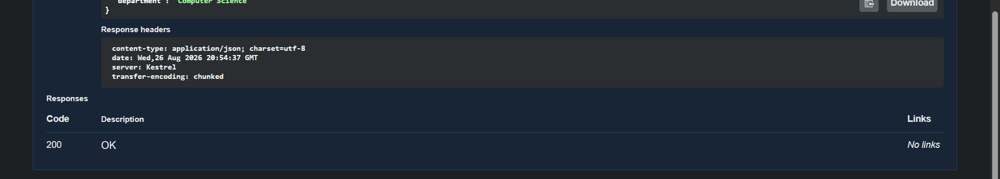 "department": "Computer Science"
}
Download
Response headers
content-type: application/json; charset=utf-8
date: Wed,26 Aug 2026 20:54:37 GMT
server: Kestrel
transfer-encoding: chunked
Responses
Code Description Links
200 OK No links